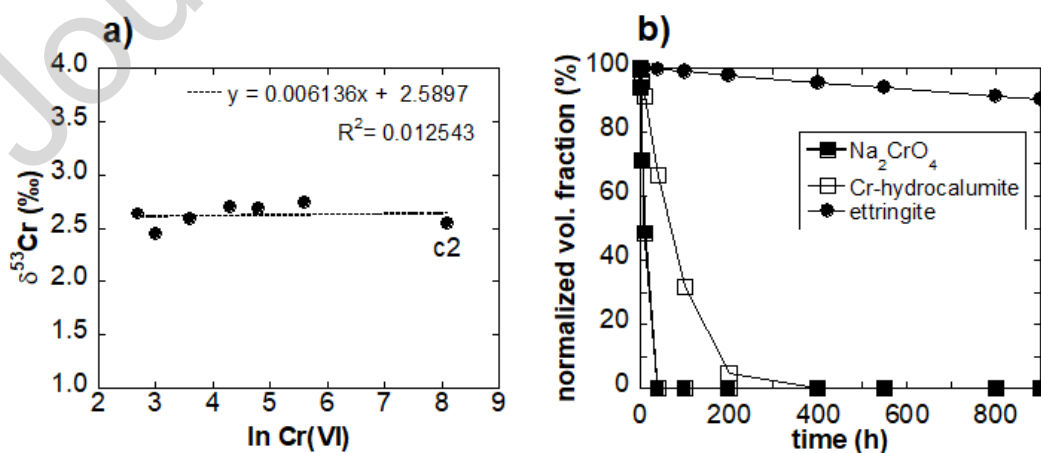 Jou
a)
4.0
3.5
3.0
2.5
2.0
1.5
1.0
δ⁵³Cr (‰)
y = 0.006136x + 2.5897
R²= 0.012543
c2
2 3 4 5 6 7 8 9
ln Cr(VI)
b)
100
80
60
40
20
0
normalized vol. fraction (%)
Na₂CrO₄
Cr-hydrocalumite
ettringite
0 200 400 600 800
time (h)